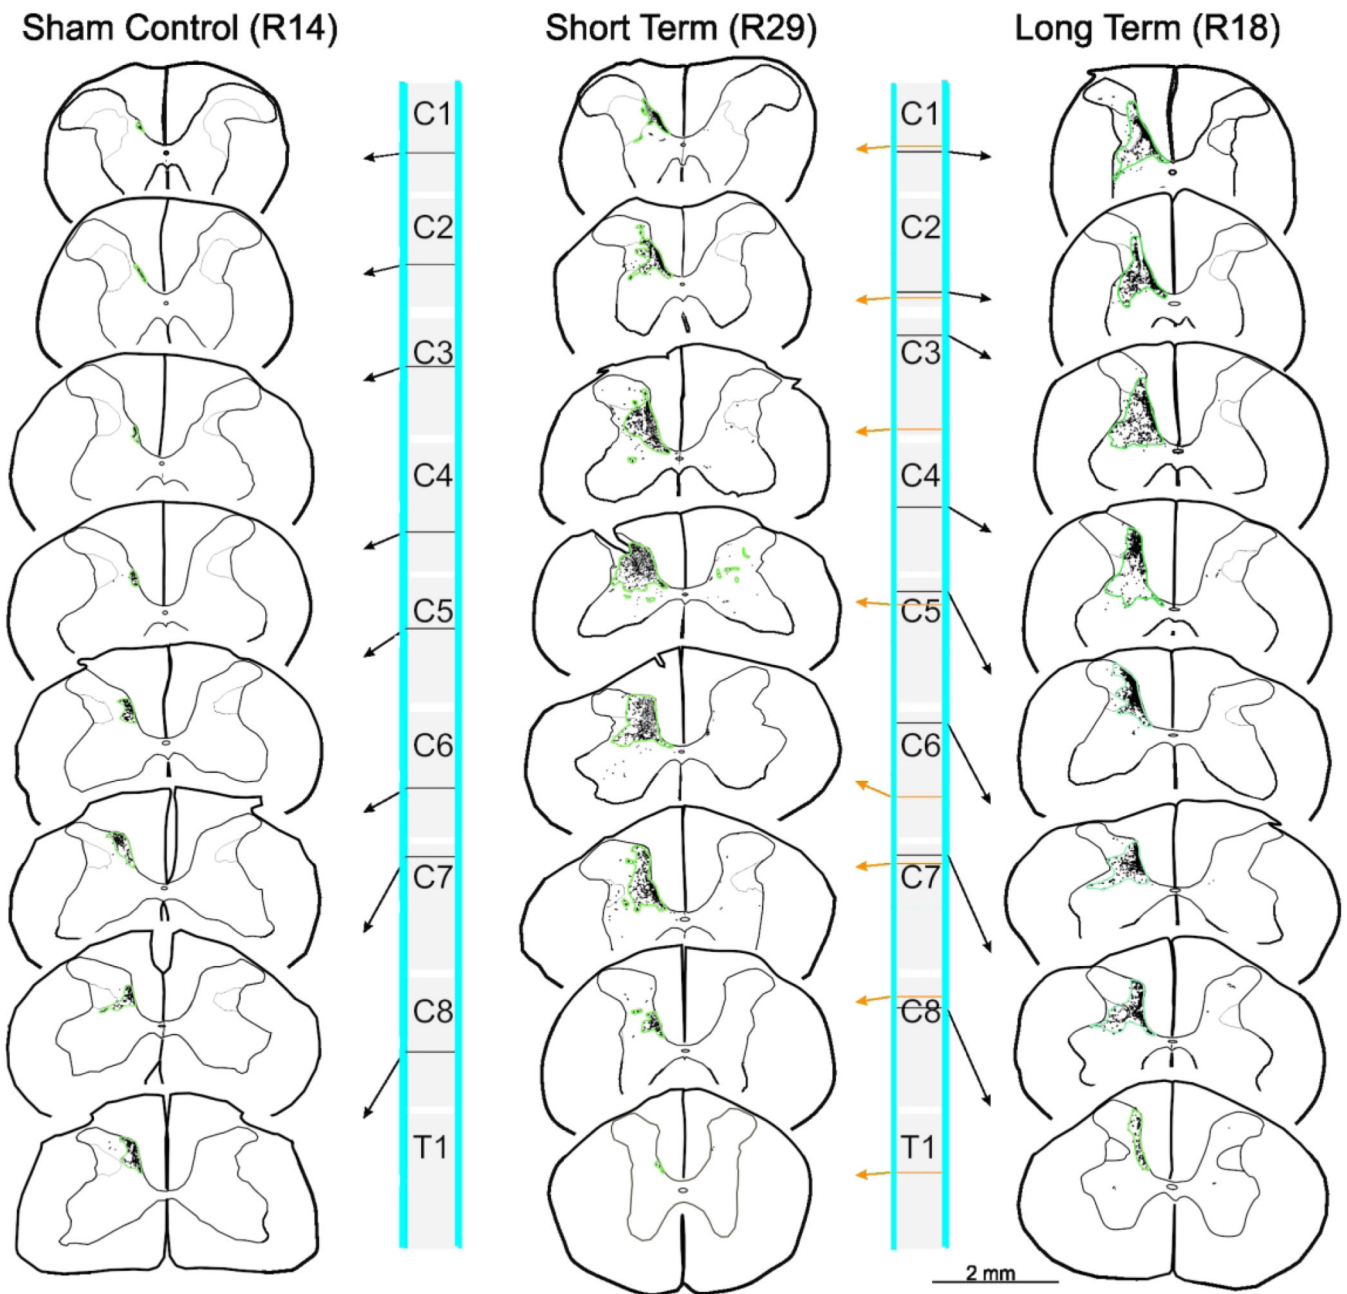 Sham Control (R14) Short Term (R29) Long Term (R18)
C1 C1
C2 C2
C3 C3
C4 C4
C5 C5
C6 C6
C7 C7
C8 C8
T1 T1
2 mm